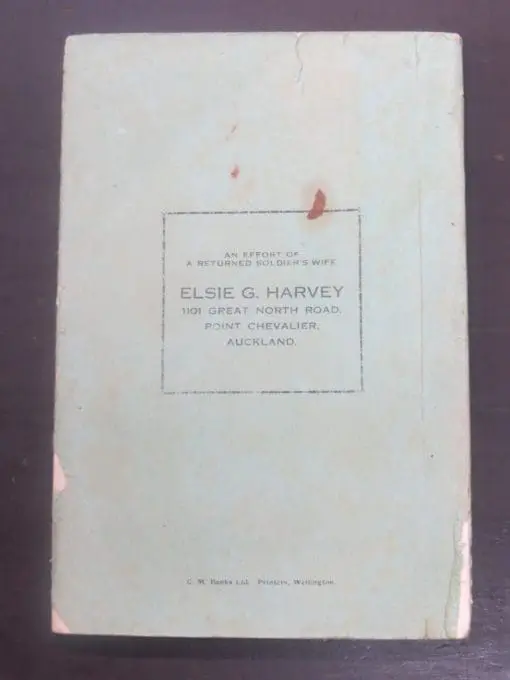 AN EFFORT OF
A RETURNED SOLDIER'S WIFE
ELSIE G. HARVEY
1101 GREAT NORTH ROAD,
POINT CHEVALIER,
AUCKLAND.
C. M. Banks Ltd. Printers, Wellington.